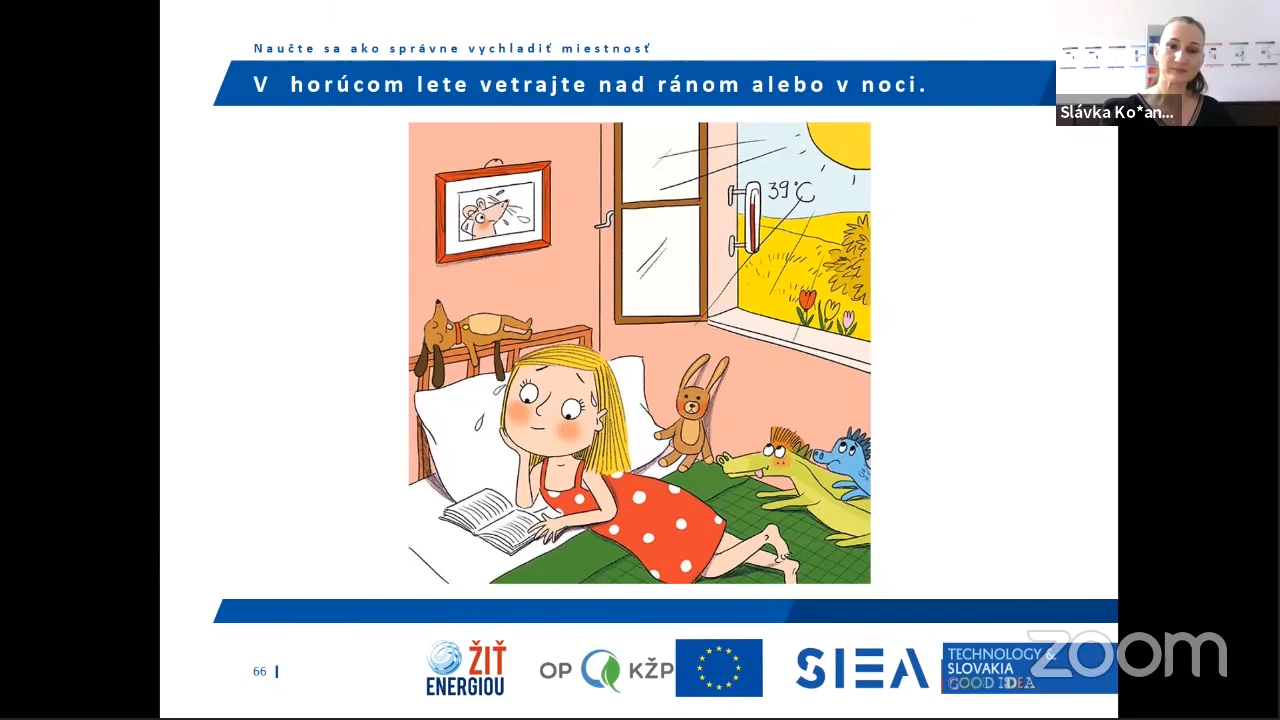 Naučte sa ako správne vychladiť miestnosť
V horúcom lete vetrajte nad ránom alebo v noci.
Slávka Ko*an...
39°C
66
ŽIŤ
ENERGIOU
OP KŽP
SIEA
TECHNOLOGY &
SLOVAKIA
GOOD IDEA
zoom